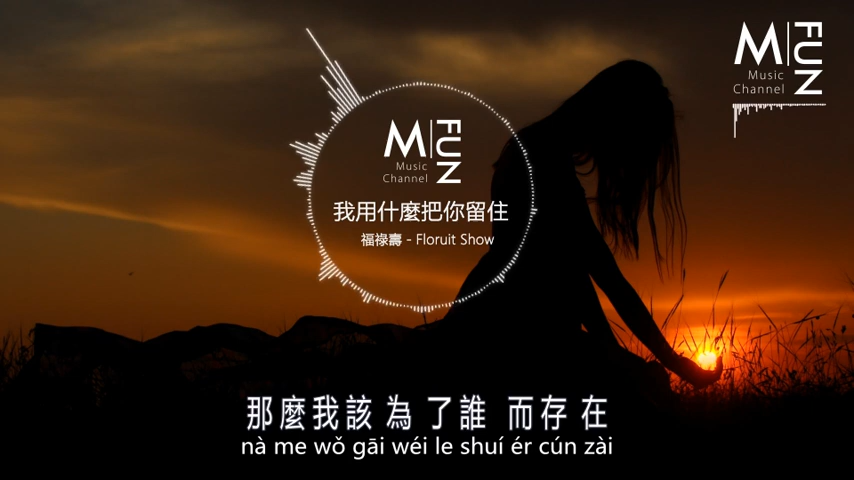 M FUN
Music
Channel
M FUN
Music
Channel
我用什麼把你留住
福祿壽 - Floruit Show
那麼我該為了誰 而存在
nà me wǒ gāi wéi le shuí ér cún zài